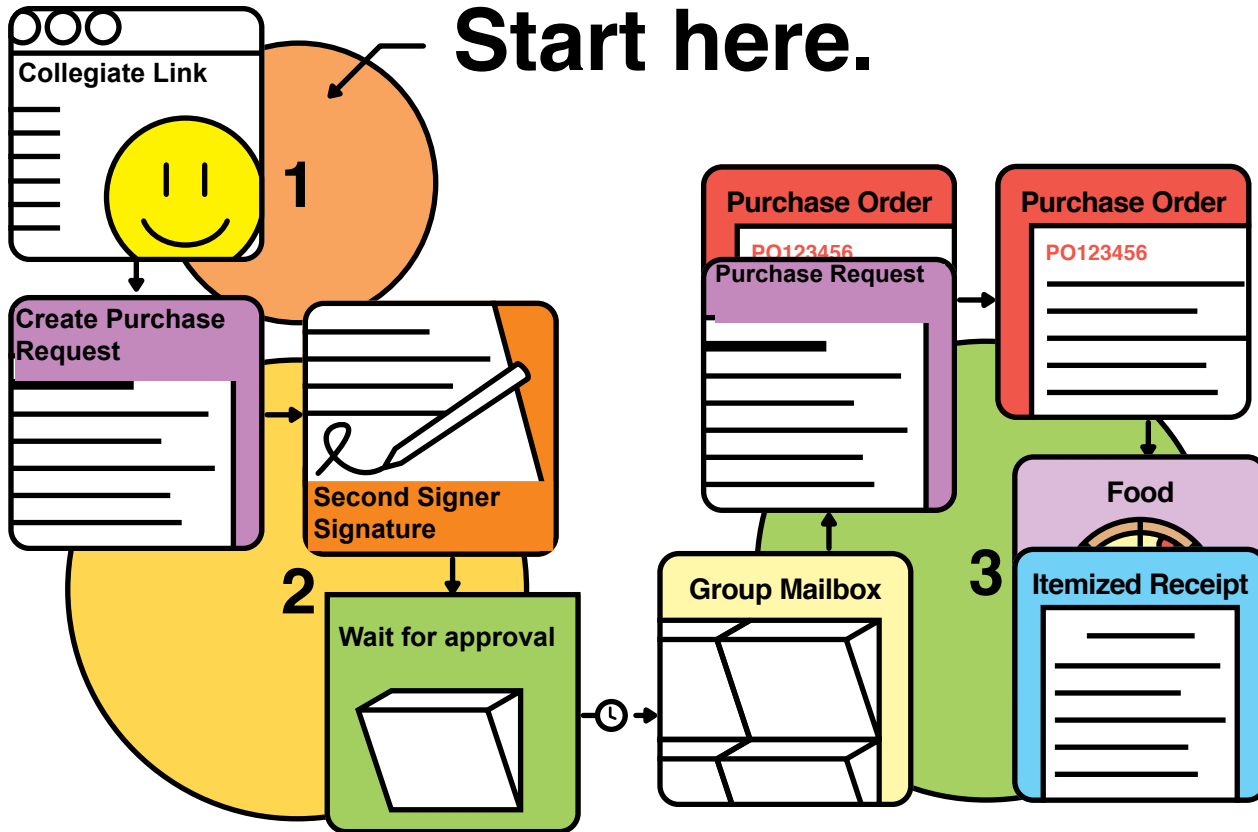 Start here.
Collegiate Link
1
Create Purchase
Request
Second Signer
Signature
2
Wait for approval
Group Mailbox
Purchase Order
PO123456
Purchase Request
Purchase Order
PO123456
3
Food
Itemized Receipt